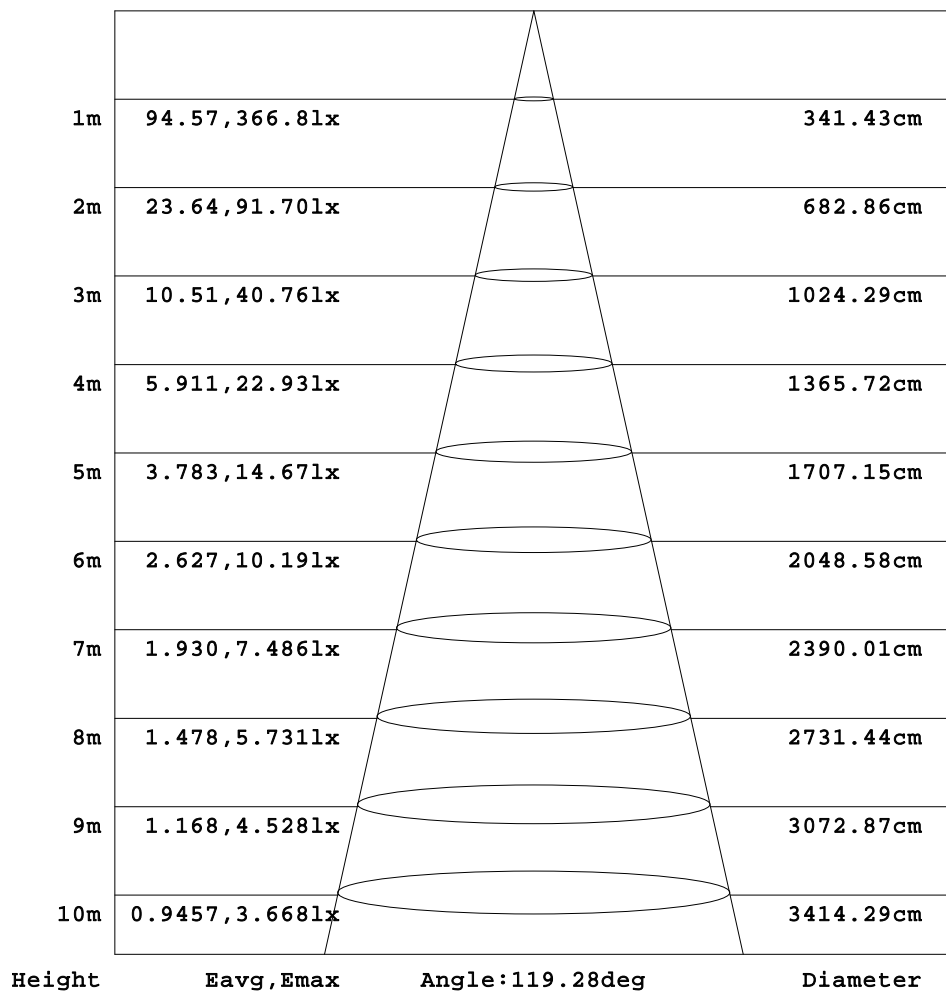 1m 94.57,366.8lx 341.43cm
2m 23.64,91.70lx 682.86cm
3m 10.51,40.76lx 1024.29cm
4m 5.911,22.93lx 1365.72cm
5m 3.783,14.67lx 1707.15cm
6m 2.627,10.19lx 2048.58cm
7m 1.930,7.486lx 2390.01cm
8m 1.478,5.731lx 2731.44cm
9m 1.168,4.528lx 3072.87cm
10m 0.9457,3.668lx 3414.29cm
Height Eavg,Emax Angle:119.28deg Diameter